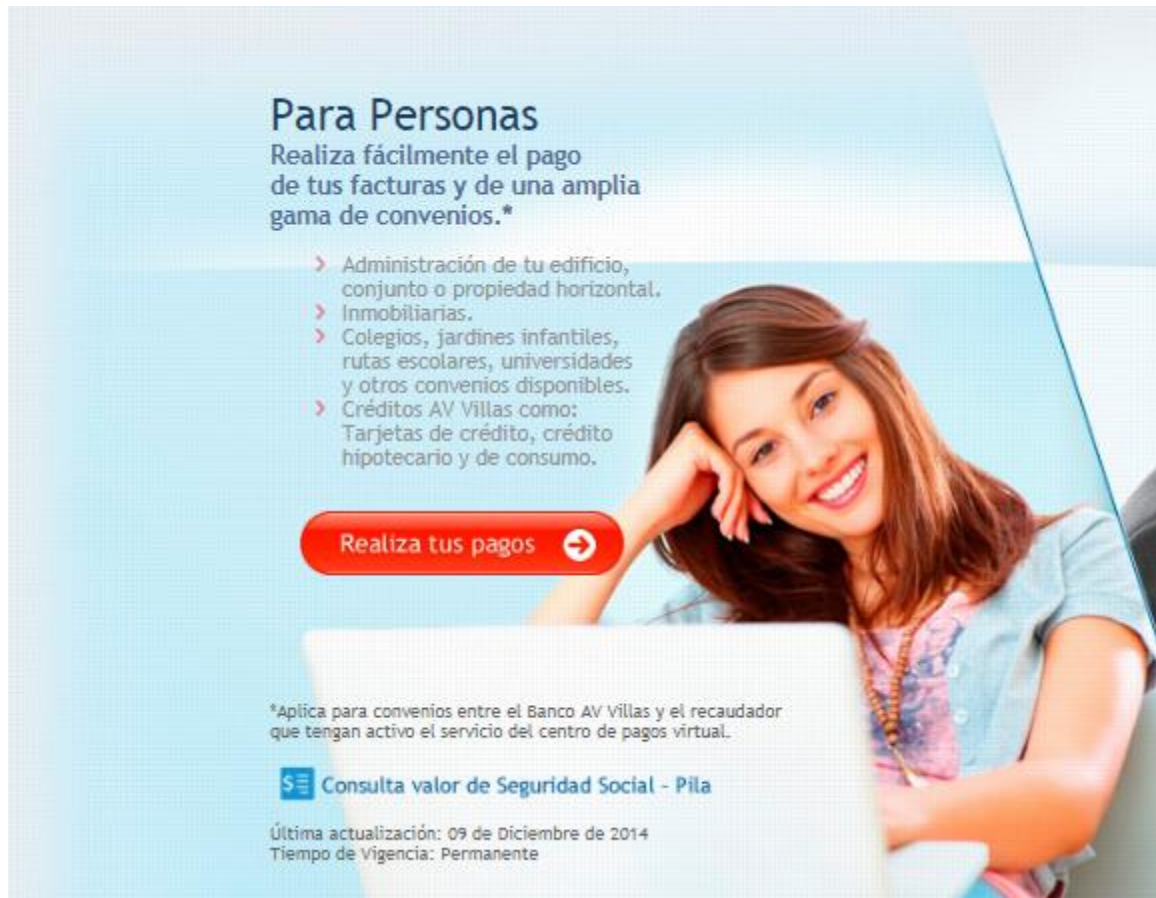 Para Personas
Realiza fácilmente el pago
de tus facturas y de una amplia
gama de convenios.*
Administración de tu edificio,
conjunto o propiedad horizontal.
Inmobiliarias.
Colegios, jardines infantiles,
rutas escolares, universidades
y otros convenios disponibles.
Créditos AV Villas como:
Tarjetas de crédito, crédito
hipotecario y de consumo.
Realiza tus pagos
*Aplica para convenios entre el Banco AV Villas y el recaudador
que tengan activo el servicio del centro de pagos virtual.
Consulta valor de Seguridad Social - Pila
Última actualización: 09 de Diciembre de 2014
Tiempo de Vigencia: Permanente